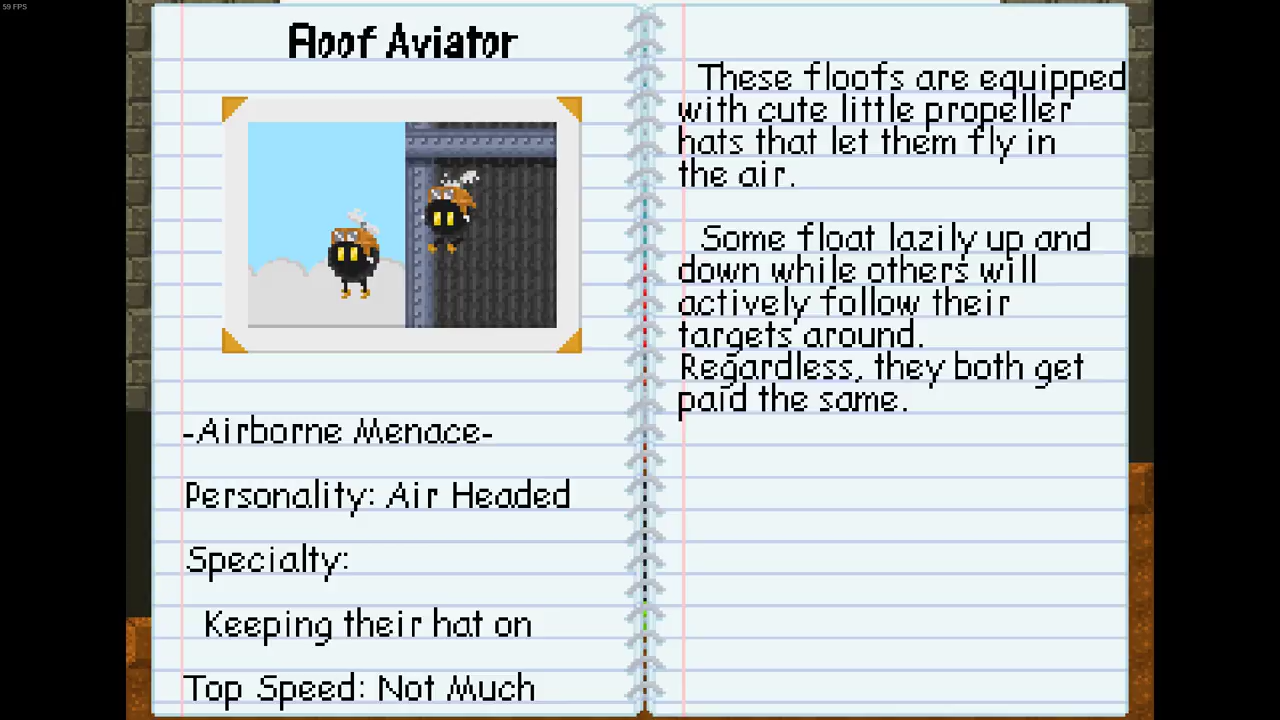 59 FPS
Floof Aviator
-Airborne Menace-
Personality: Air Headed
Specialty:
Keeping their hat on
Top Speed: Not Much
These floofs are equipped
with cute little propeller
hats that let them fly in
the air.
Some float lazily up and
down while others will
actively follow their
targets around.
Regardless, they both get
paid the same.